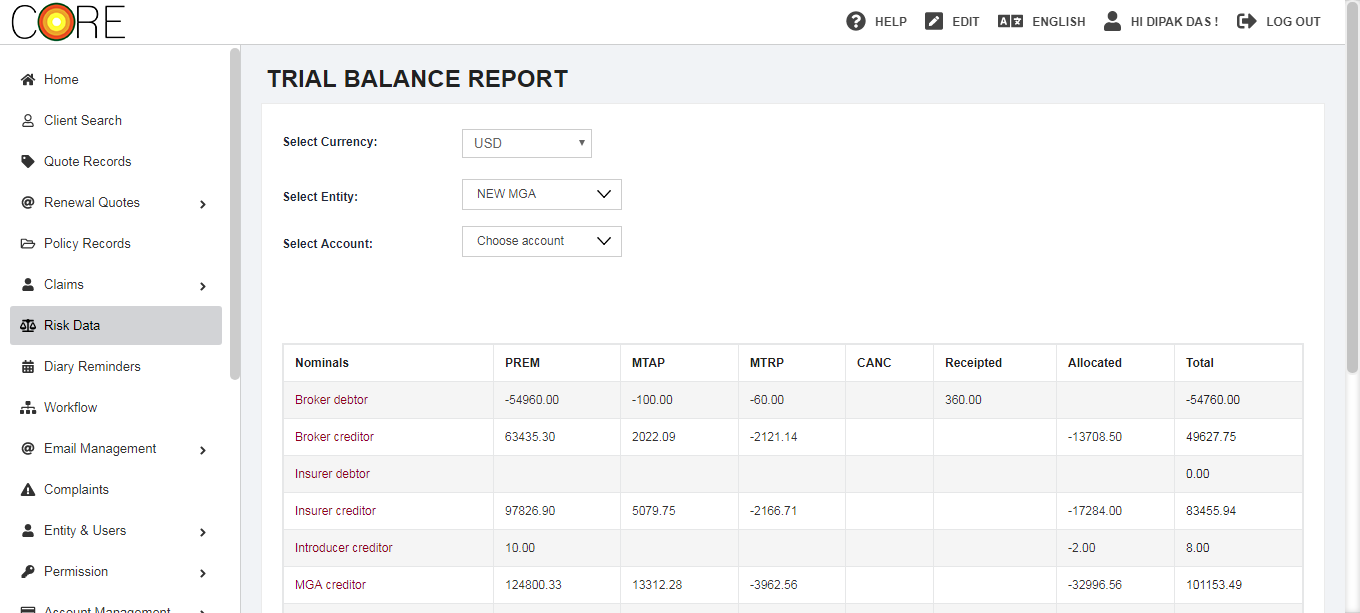 CORE
HELP EDIT ENGLISH HI DIPAK DAS ! LOG OUT
Home
Client Search
Quote Records
Renewal Quotes
Policy Records
Claims
Risk Data
Diary Reminders
Workflow
Email Management
Complaints
Entity & Users
Permission
Account Management
TRIAL BALANCE REPORT
Select Currency: USD
Select Entity: NEW MGA
Select Account: Choose account
Nominals PREM MTAP MTRP CANC Receipted Allocated Total
Broker debtor -54960.00 -100.00 -60.00 360.00 -54760.00
Broker creditor 63435.30 2022.09 -2121.14 -13708.50 49627.75
Insurer debtor 0.00
Insurer creditor 97826.90 5079.75 -2166.71 -17284.00 83455.94
Introducer creditor 10.00 -2.00 8.00
MGA creditor 124800.33 13312.28 -3962.56 -32996.56 101153.49